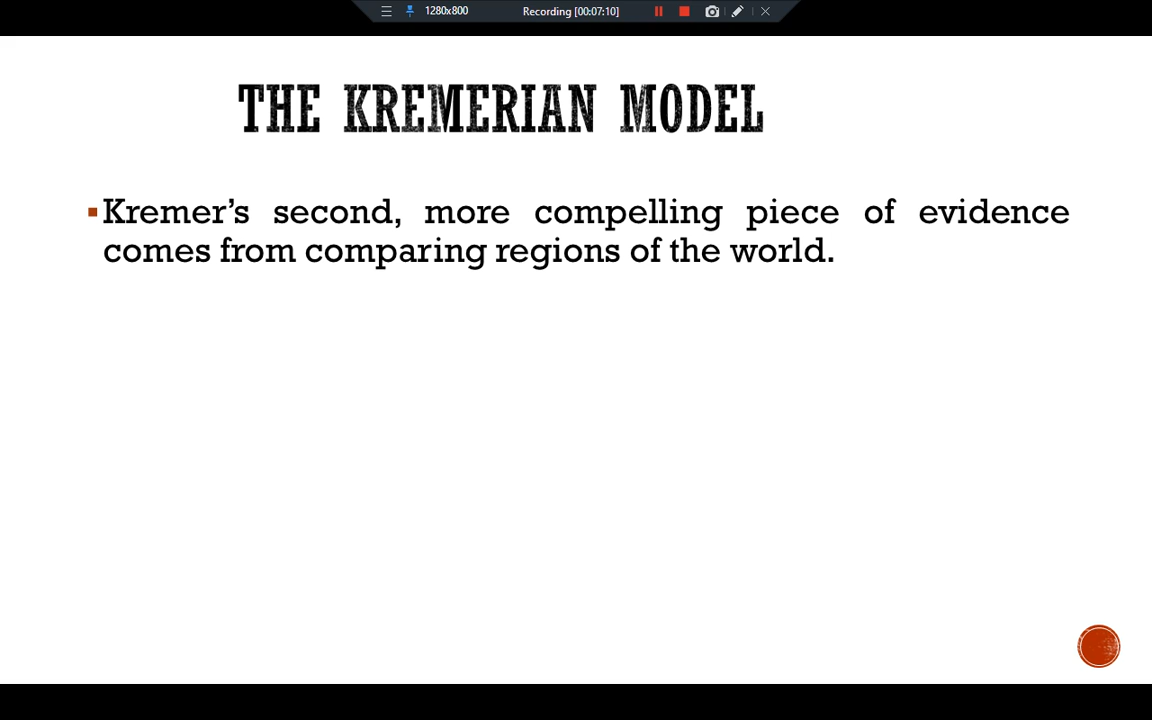 1280x800 Recording [00:07:10]
THE KREMERIAN MODEL
Kremer's second, more compelling piece of evidence
comes from comparing regions of the world.